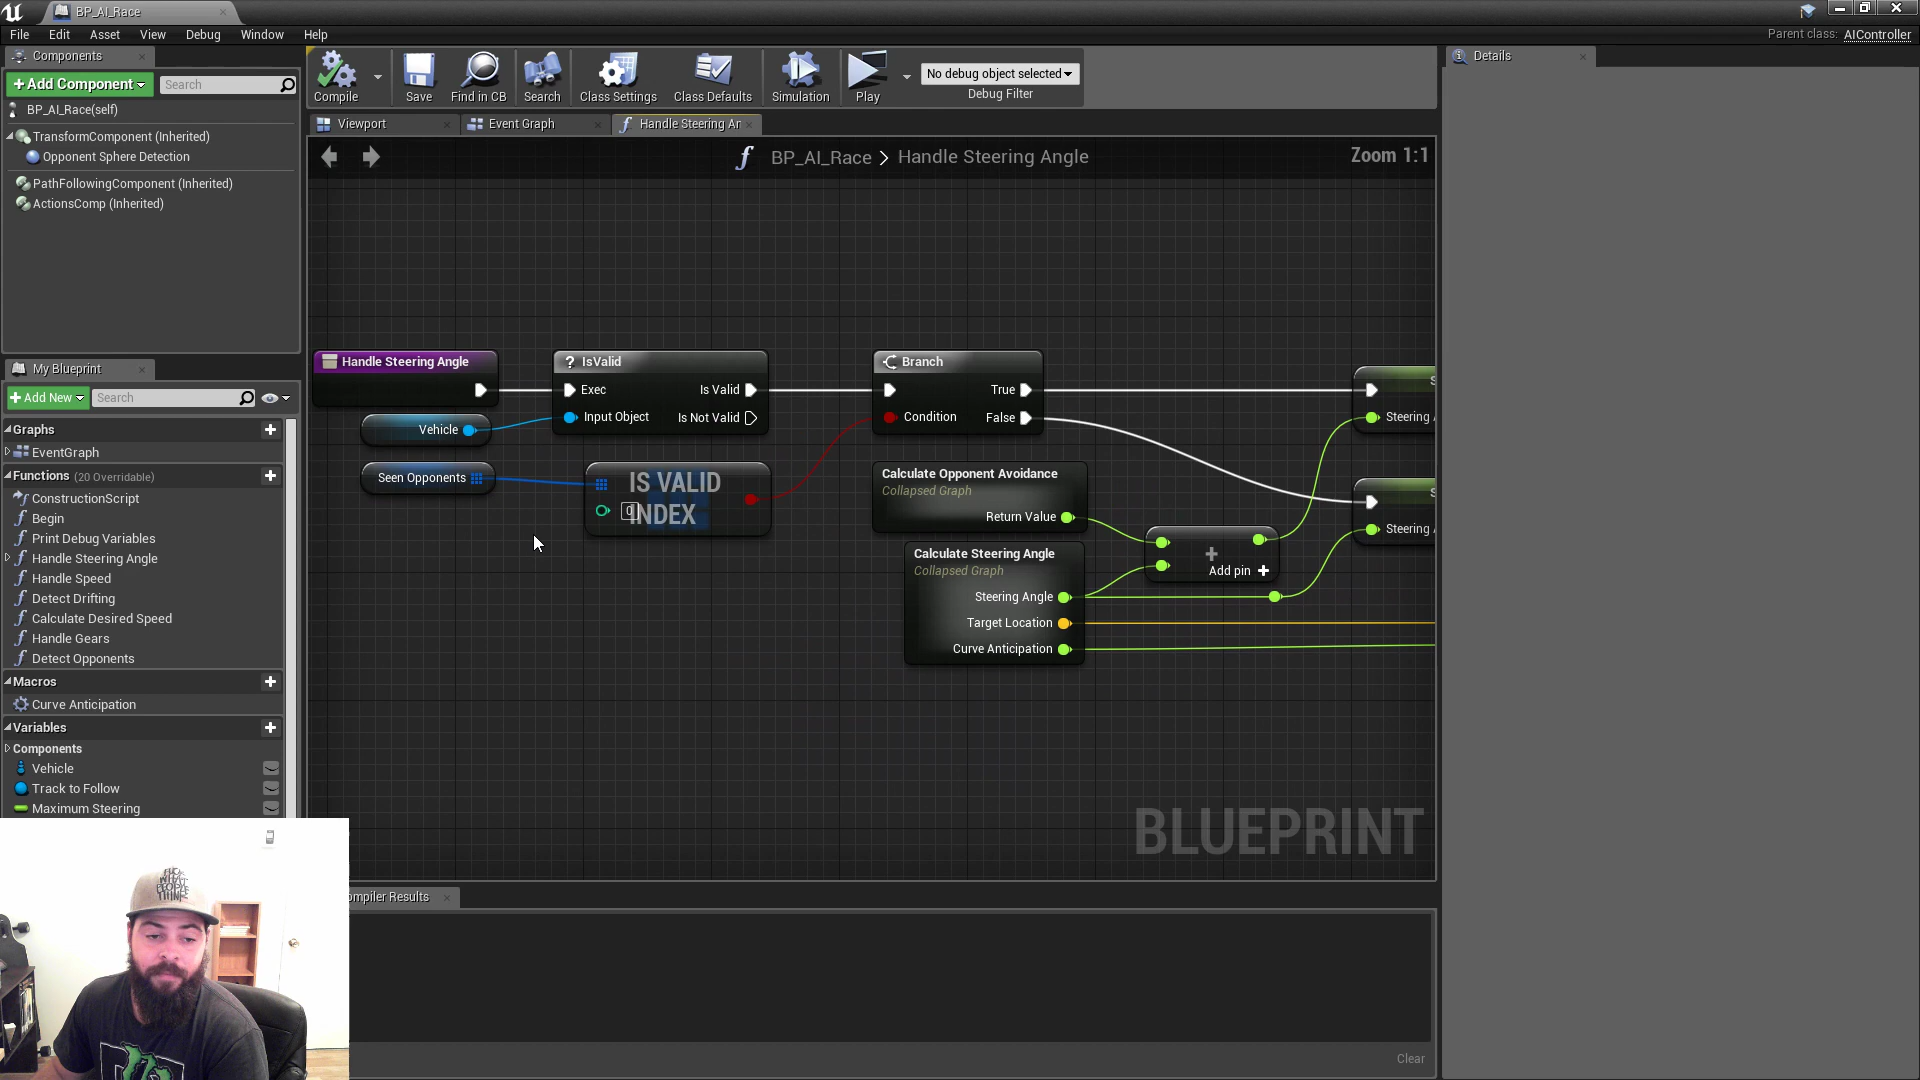 BP_AI_Race
File Edit Asset View Debug Window Help
Parent class: AIController
Components
+ Add Component
Search
BP_AI_Race(self)
TransformComponent (Inherited)
Opponent Sphere Detection
PathFollowingComponent (Inherited)
ActionsComp (Inherited)
Compile
Save
Find in CB
Search
Class Settings
Class Defaults
Simulation
Play
No debug object selected
Debug Filter
Viewport
Event Graph
Handle Steering Ar
BP_AI_Race > Handle Steering Angle
Zoom 1:1
Details
My Blueprint
+ Add New
Search
Graphs
EventGraph
Functions (20 Overridable)
ConstructionScript
Begin
Print Debug Variables
Handle Steering Angle
Handle Speed
Detect Drifting
Calculate Desired Speed
Handle Gears
Detect Opponents
Macros
Curve Anticipation
Variables
Components
Vehicle
Track to Follow
Maximum Steering
Handle Steering Angle
Vehicle
Seen Opponents
? IsValid
Exec
Is Valid
Input Object
Is Not Valid
IS VALID
INDEX
0
Branch
True
Condition
False
Calculate Opponent Avoidance
Collapsed Graph
Return Value
Calculate Steering Angle
Collapsed Graph
Steering Angle
Target Location
Curve Anticipation
+
Add pin +
S
Steering
S
Steering
BLUEPRINT
ompiler Results
Clear
WHAT
PEOPLE
THINK